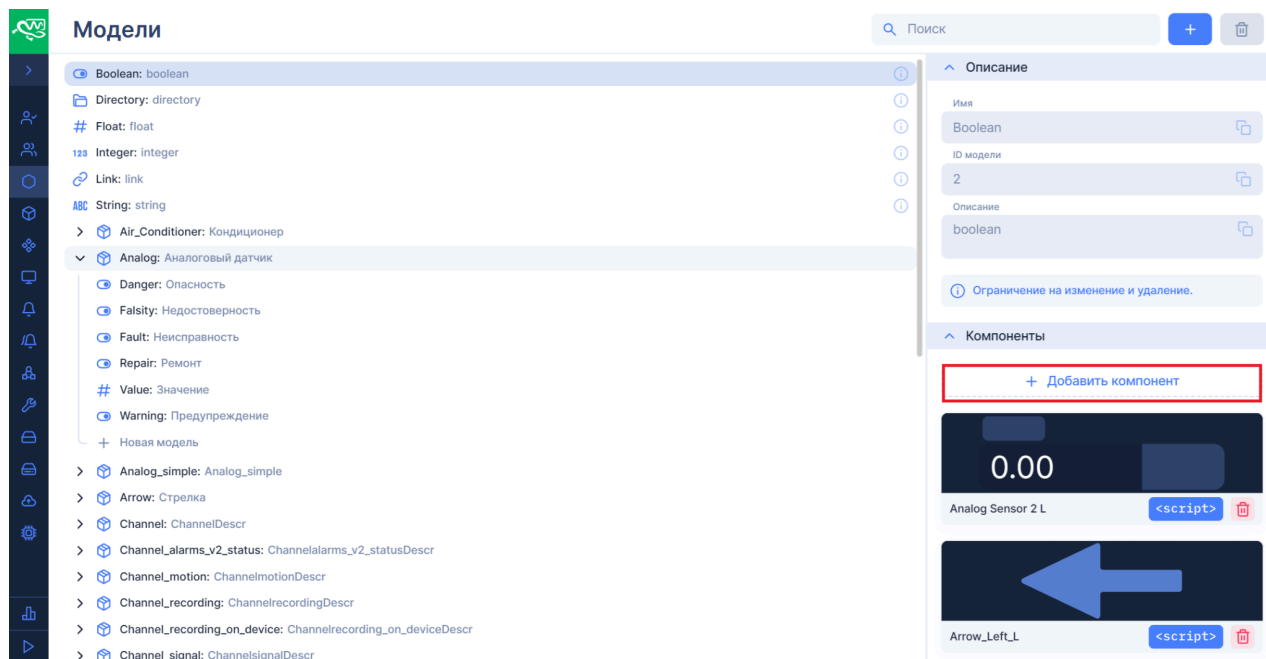 Модели
Поиск
Boolean: boolean
Directory: directory
Float: float
123 Integer: integer
Link: link
ABC String: string
Air_Conditioner: Кондиционер
Analog: Аналоговый датчик
Danger: Опасность
Falsity: Недостоверность
Fault: Неисправность
Repair: Ремонт
Value: Значение
Warning: Предупреждение
+ Новая модель
Analog_simple: Analog_simple
Arrow: Стрелка
Channel: ChannelDescr
Channel_alarms_v2_status: Channelalarms_v2_statusDescr
Channel_motion: ChannelmotionDescr
Channel_recording: ChannelrecordingDescr
Channel_recording_on_device: Channelrecording_on_deviceDescr
Channel_signal: ChannelsignalDescr
Описание
Имя
Boolean
ID модели
2
Описание
boolean
Ограничение на изменение и удаление.
Компоненты
+ Добавить компонент
0.00
Analog Sensor 2 L <script>
Arrow_Left_L <script>